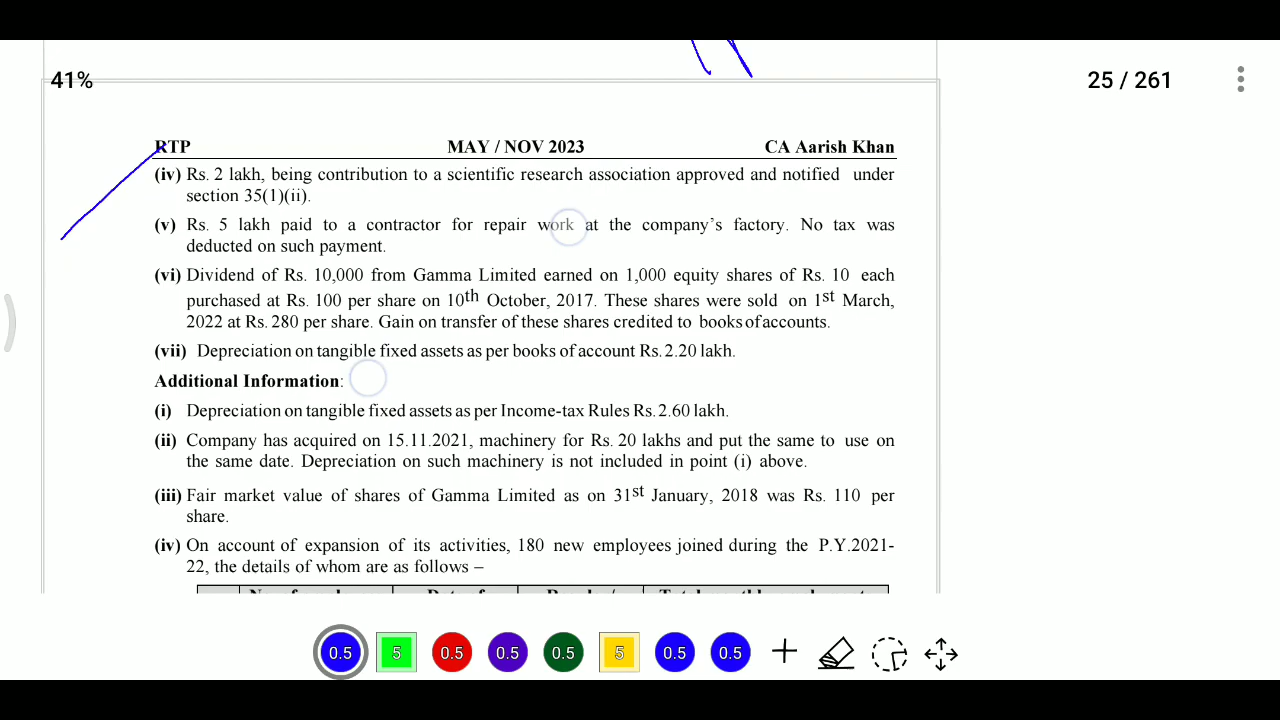 41%
25 / 261
RTP MAY / NOV 2023 CA Aarish Khan
(iv) Rs. 2 lakh, being contribution to a scientific research association approved and notified under
section 35(1)(ii).
(v) Rs. 5 lakh paid to a contractor for repair work at the company's factory. No tax was
deducted on such payment.
(vi) Dividend of Rs. 10,000 from Gamma Limited earned on 1,000 equity shares of Rs. 10 each
purchased at Rs. 100 per share on 10th October, 2017. These shares were sold on 1st March,
2022 at Rs. 280 per share. Gain on transfer of these shares credited to books of accounts.
(vii) Depreciation on tangible fixed assets as per books of account Rs. 2.20 lakh.
Additional Information:
(i) Depreciation on tangible fixed assets as per Income-tax Rules Rs. 2.60 lakh.
(ii) Company has acquired on 15.11.2021, machinery for Rs. 20 lakhs and put the same to use on
the same date. Depreciation on such machinery is not included in point (i) above.
(iii) Fair market value of shares of Gamma Limited as on 31st January, 2018 was Rs. 110 per
share.
(iv) On account of expansion of its activities, 180 new employees joined during the P.Y.2021-
22, the details of whom are as follows –
0.5 5 0.5 0.5 0.5 5 0.5 0.5